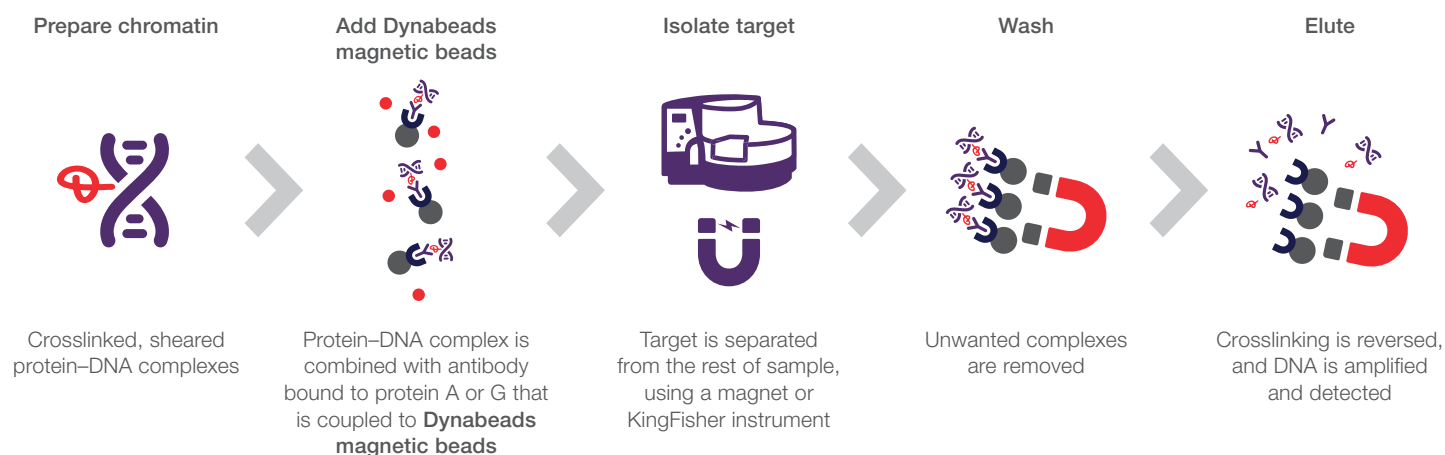 Prepare chromatin
Add Dynabeads
magnetic beads
Isolate target
Wash
Elute
Crosslinked, sheared
protein–DNA complexes
Protein–DNA complex is
combined with antibody
bound to protein A or G that
is coupled to Dynabeads
magnetic beads
Target is separated
from the rest of sample,
using a magnet or
KingFisher instrument
Unwanted complexes
are removed
Crosslinking is reversed,
and DNA is amplified
and detected